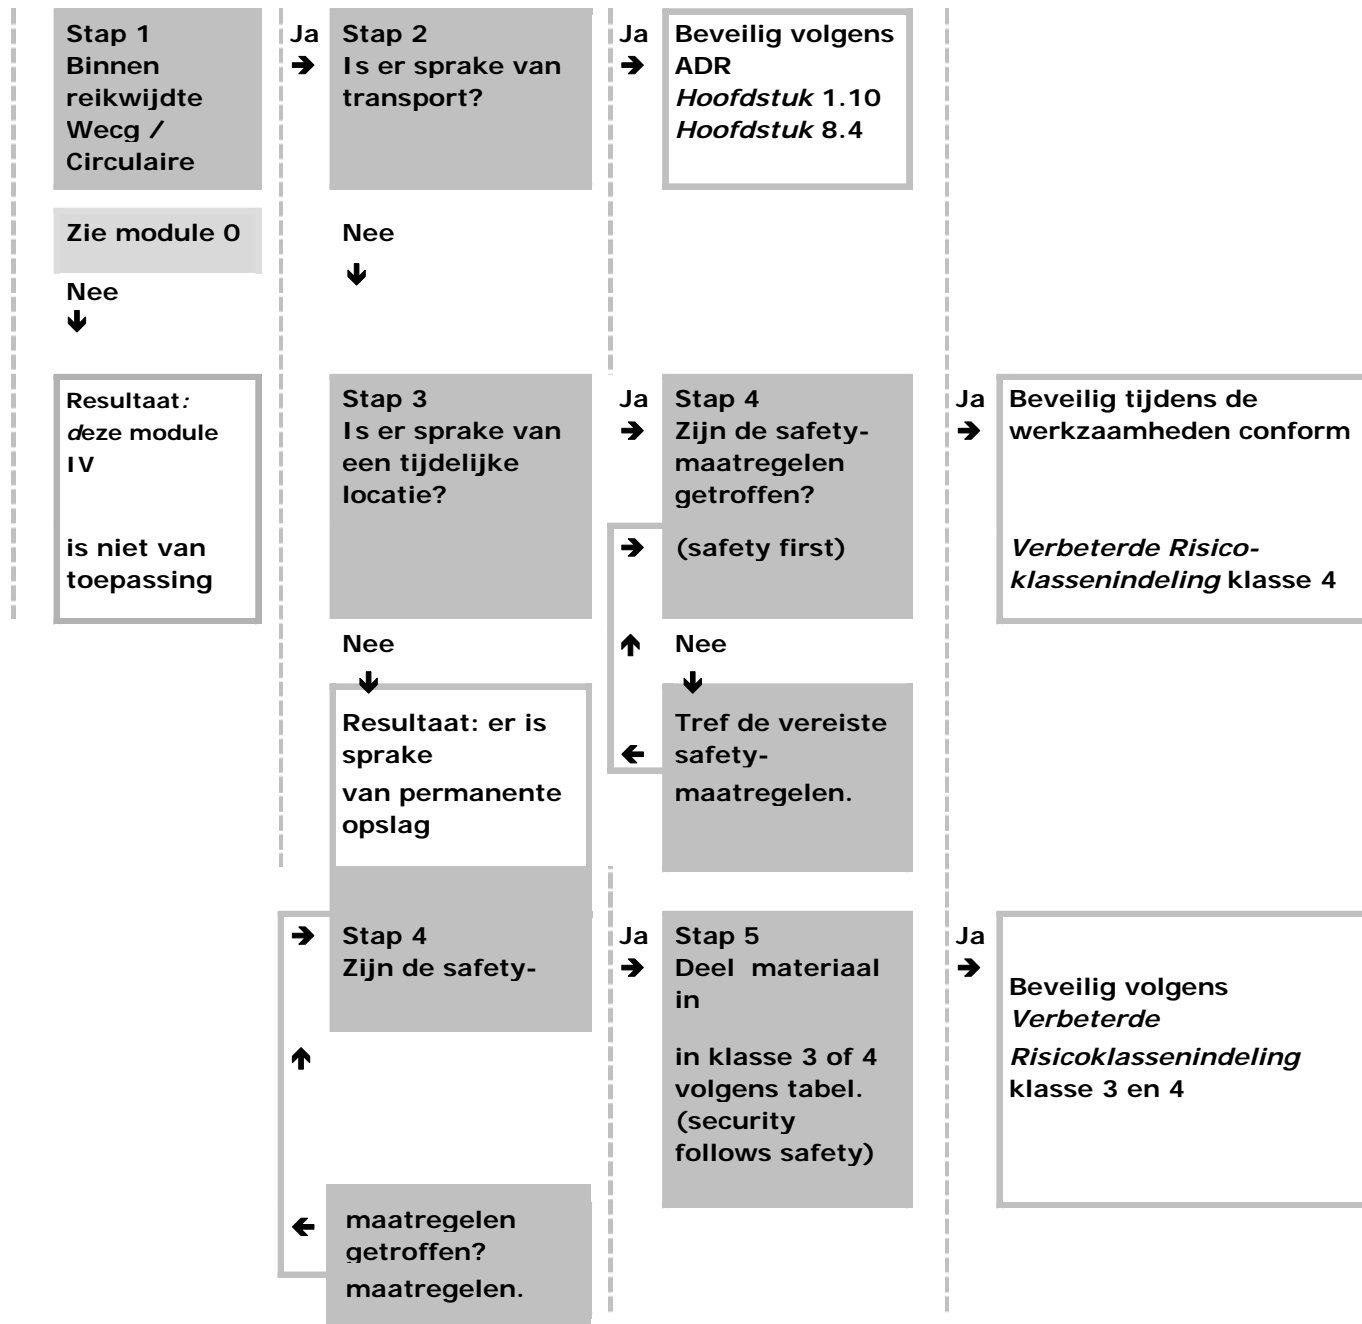 Stap 1
Binnen
reikwijdte
Wecg /
Circulaire
Ja
➔
Stap 2
Is er sprake van
transport?
Ja
➔
Beveilig volgens
ADR
Hoofdstuk 1.10
Hoofdstuk 8.4
Zie module 0
Nee
Nee
Resultaat:
deze module
IV
is niet van
toepassing
Stap 3
Is er sprake van
een tijdelijke
locatie?
Ja
➔
Stap 4
Zijn de safety-
maatregelen
getroffen?
➔
(safety first)
Ja
➔
Beveilig tijdens de
werkzaamheden conform
Verbeterde Risico-
klassenindeling klasse 4
Nee
Nee
Resultaat: er is
sprake
van permanente
opslag
Tref de vereiste
safety-
maatregelen.
➔
Stap 4
Zijn de safety-
Ja
➔
Stap 5
Deel materiaal
in
in klasse 3 of 4
volgens tabel.
(security
follows safety)
Ja
➔
Beveilig volgens
Verbeterde
Risicoklassenindeling
klasse 3 en 4
maatregelen
getroffen?
maatregelen.